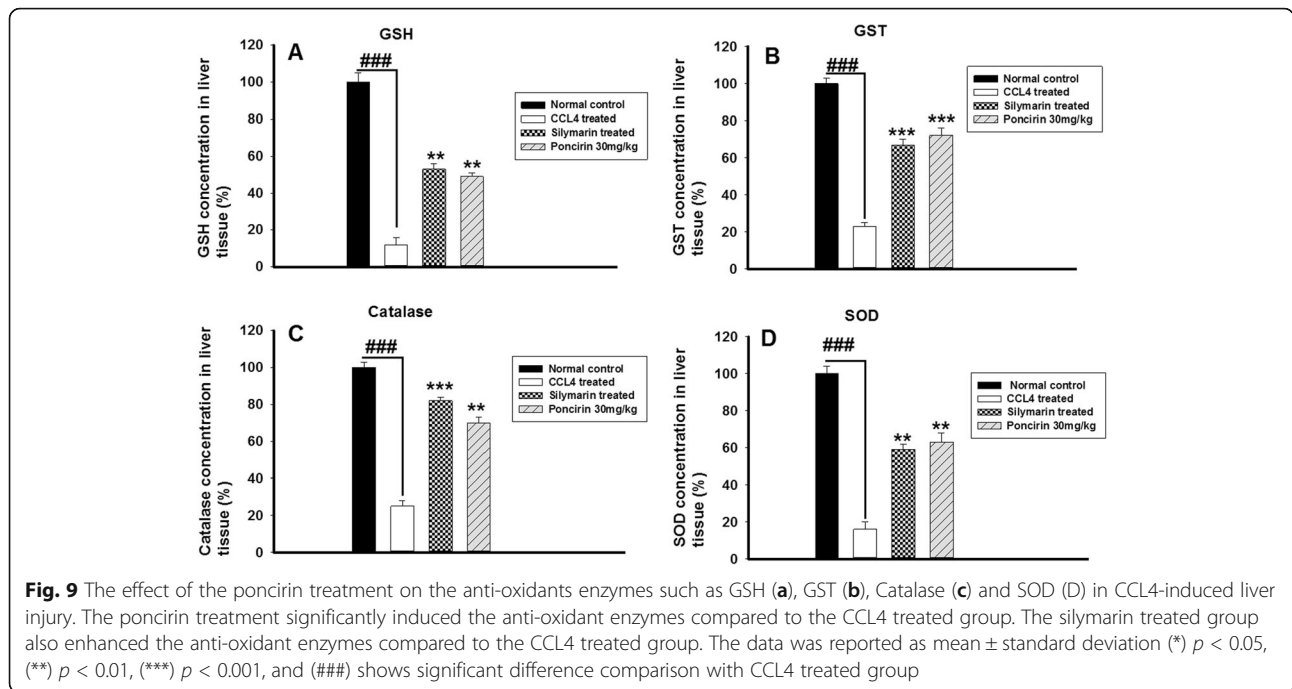 A
GSH
GSH concentration in liver
tissue (%)
120
100
80
60
40
20
0
###
**
**
Normal control
CCL4 treated
Silymarin treated
Poncirin 30mg/kg
B
GST
GST concentration in liver
tissue (%)
120
100
80
60
40
20
0
###
***
***
Normal control
CCL4 treated
Silymarin treated
Poncirin 30mg/kg
C
Catalase
Catalase concentration in liver
tissue (%)
120
100
80
60
40
20
0
###
***
**
Normal control
CCL4 treated
Silymarin treated
Poncirin 30mg/kg
D
SOD
SOD concentration in liver
tissue (%)
120
100
80
60
40
20
0
###
**
**
Normal control
CCL4 treated
Silymarin treated
Poncirin 30mg/kg
Fig. 9 The effect of the poncirin treatment on the anti-oxidants enzymes such as GSH (a), GST (b), Catalase (c) and SOD (D) in CCL4-induced liver
injury. The poncirin treatment significantly induced the anti-oxidant enzymes compared to the CCL4 treated group. The silymarin treated group
also enhanced the anti-oxidant enzymes compared to the CCL4 treated group. The data was reported as mean ± standard deviation (*) p < 0.05,
(**) p < 0.01, (***) p < 0.001, and (###) shows significant difference comparison with CCL4 treated group